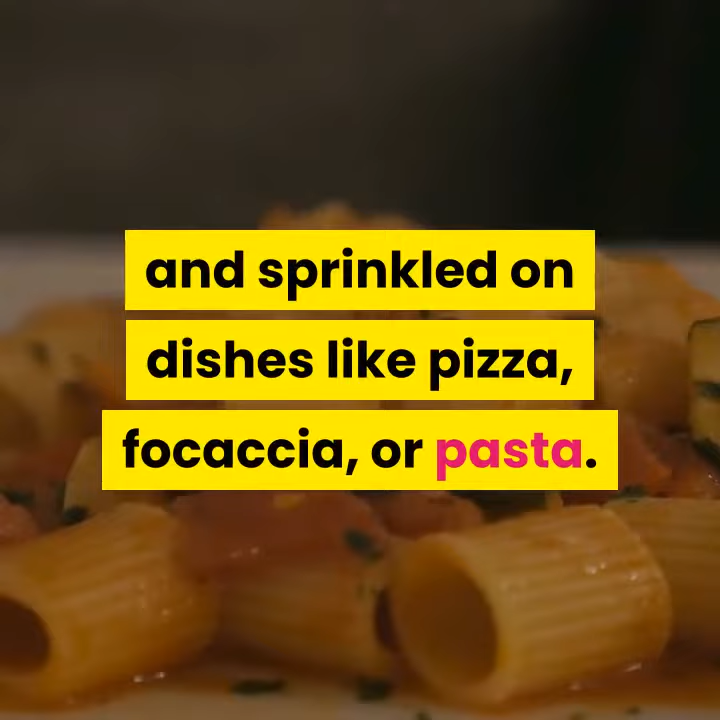 and sprinkled on
dishes like pizza,
focaccia, or pasta.